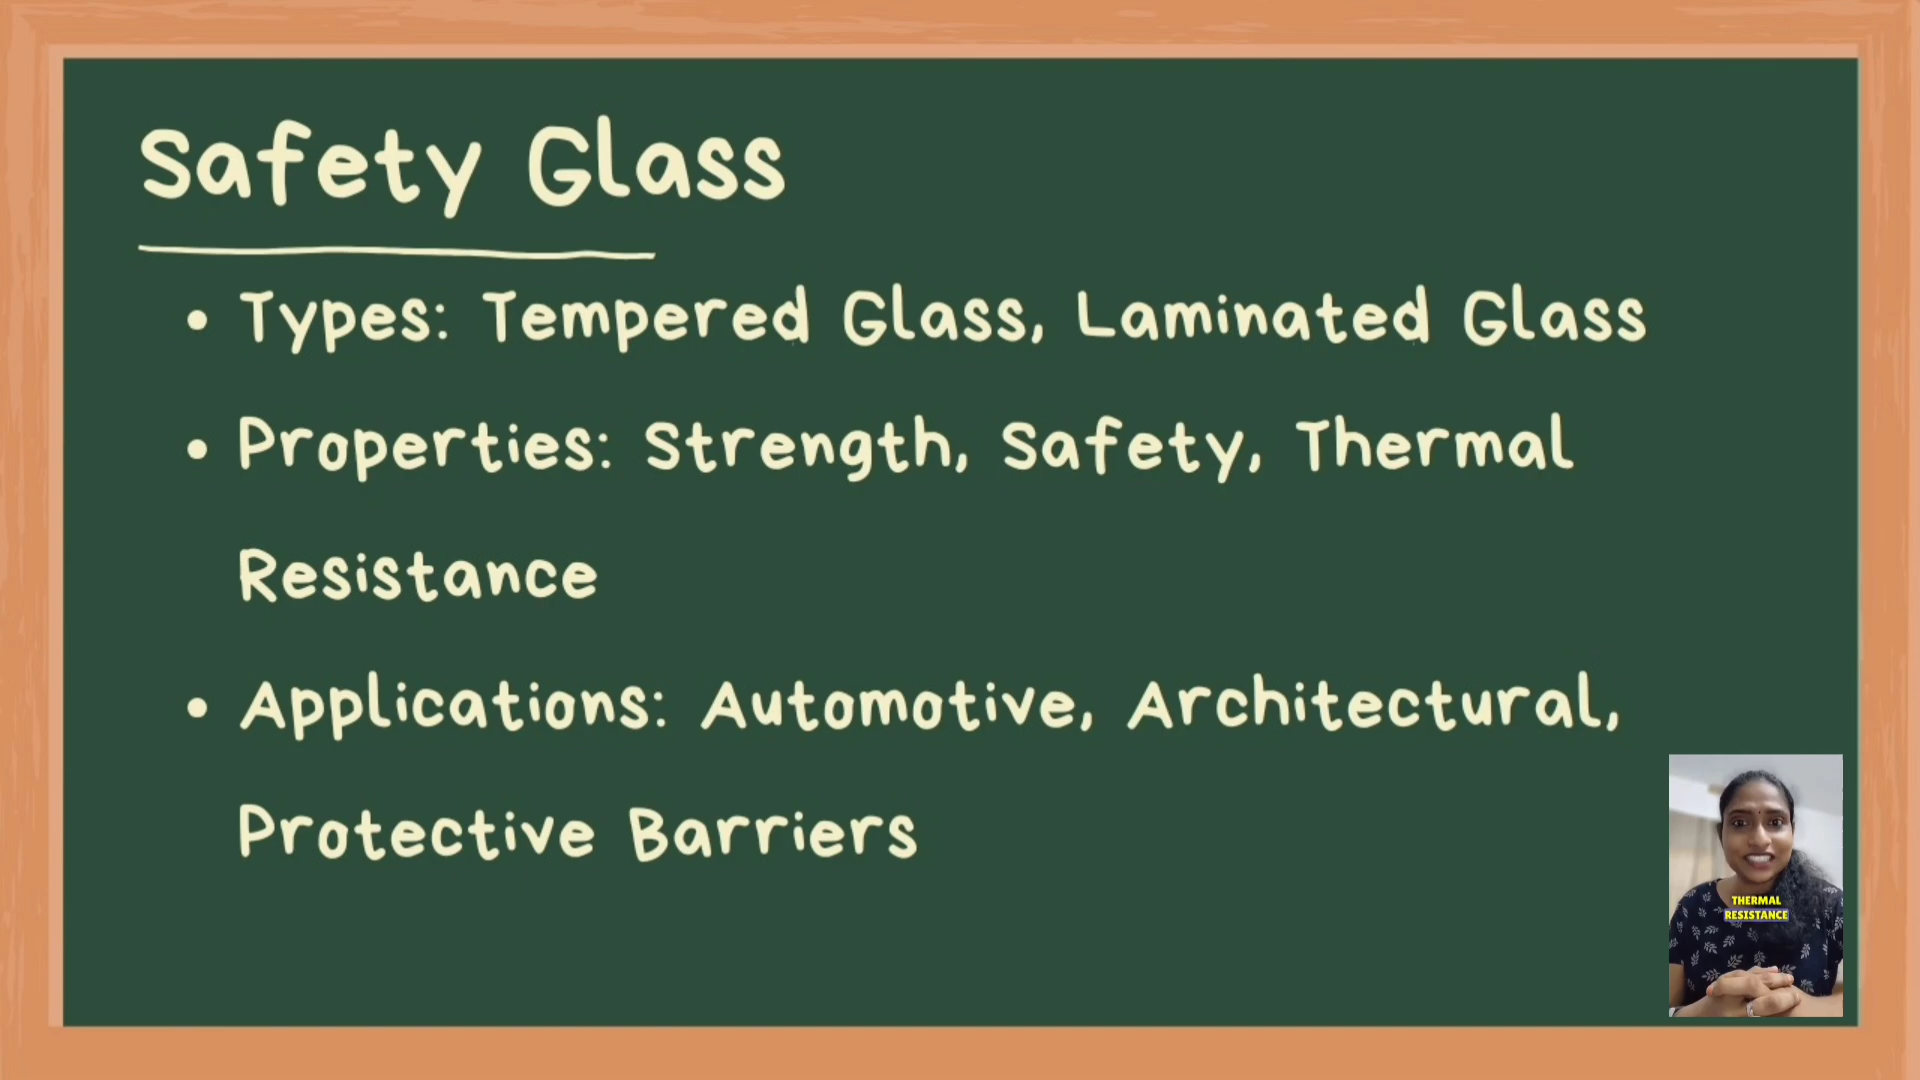 Safety Glass
• Types: Tempered Glass, Laminated Glass
• Properties: Strength, Safety, Thermal
Resistance
• Applications: Automotive, Architectural,
Protective Barriers
THERMAL
RESISTANCE